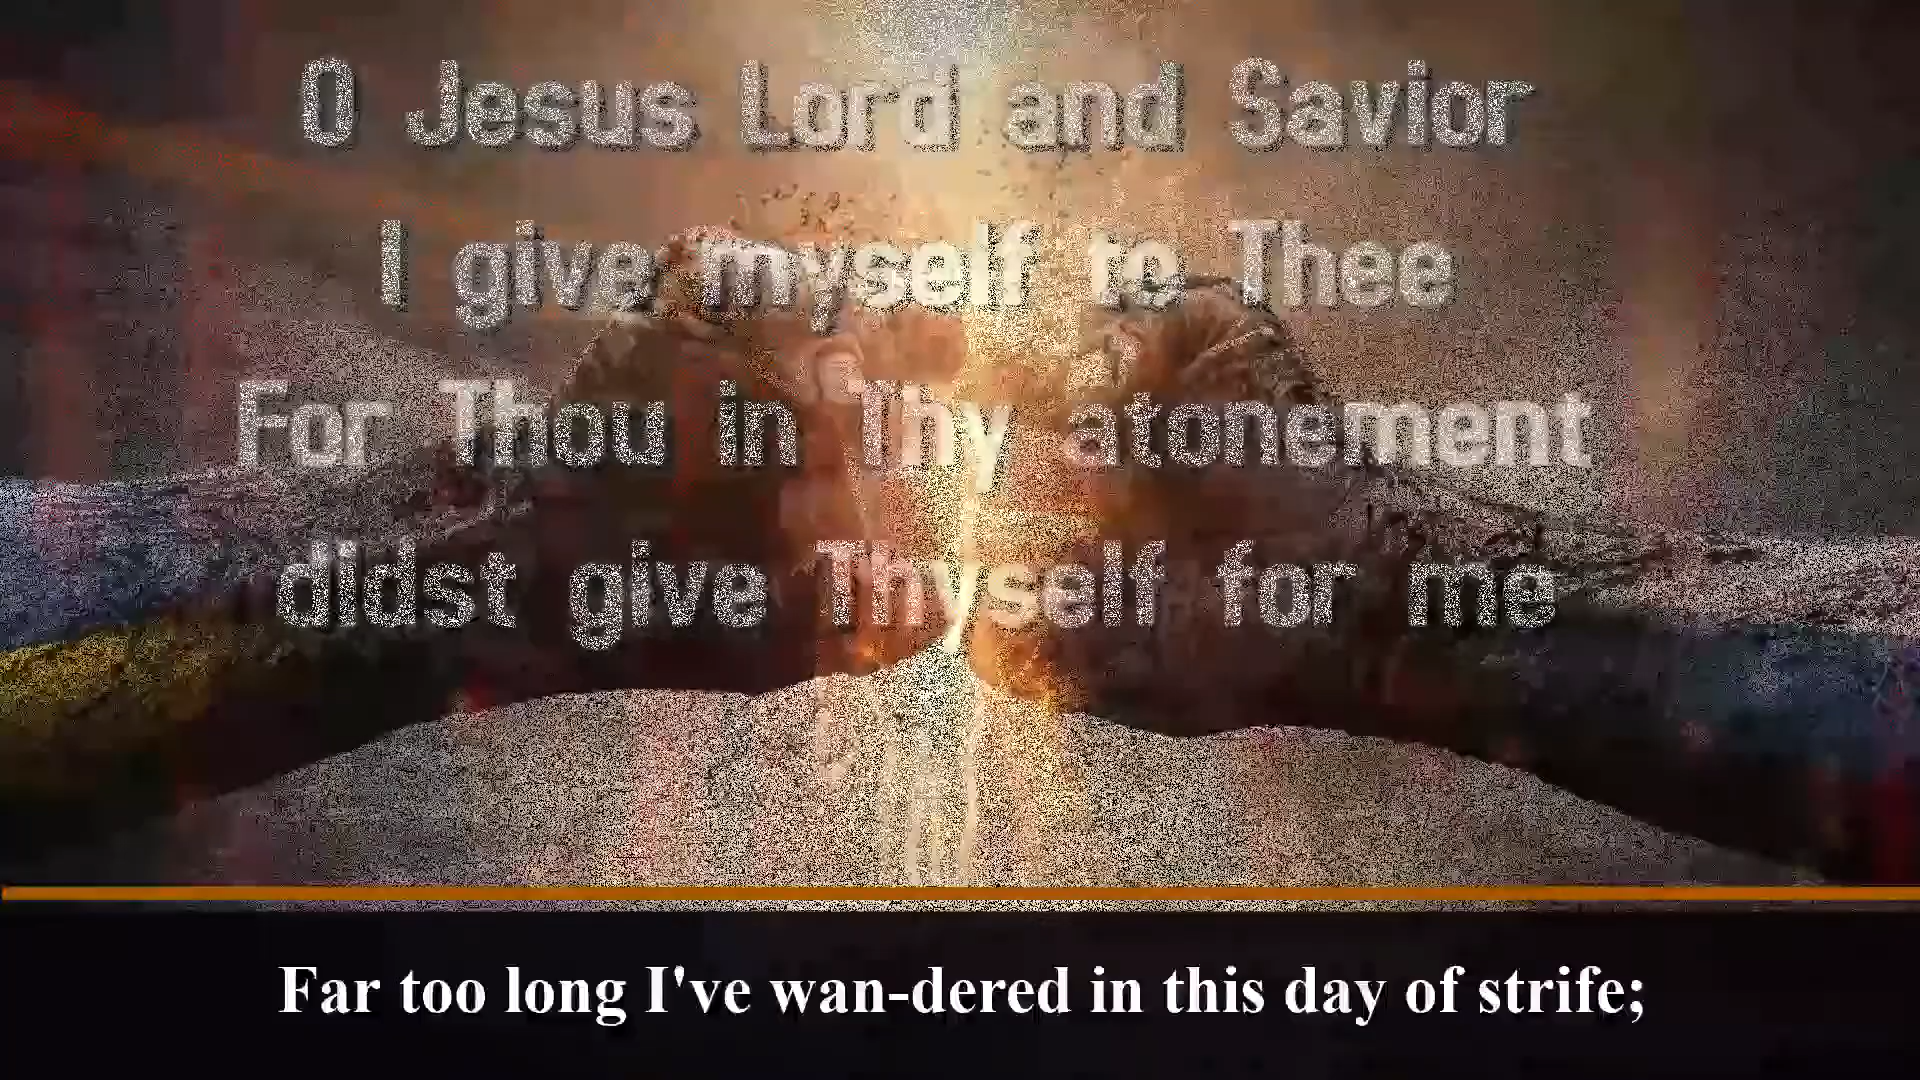 O Jesus Lord and Savior
I give myself to Thee
For Thou in Thy atonement
didst give Thyself for me
Far too long I've wan-dered in this day of strife;